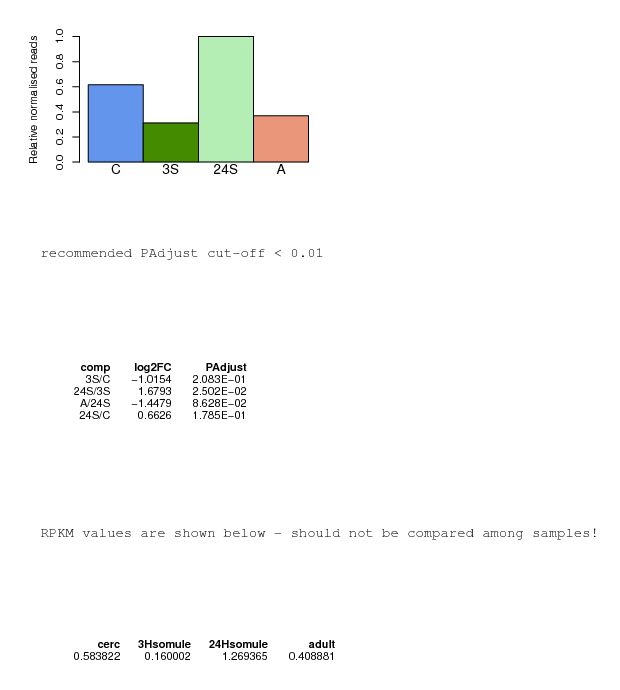 Relative normalised reads
1.0
0.8
0.6
0.4
0.2
0.0
C 3S 24S A
recommended PAdjust cut-off < 0.01
comp log2FC PAdjust
3S/C −1.0154 2.083E−01
24S/3S 1.6793 2.502E−02
A/24S −1.4479 8.628E−02
24S/C 0.6626 1.785E−01
RPKM values are shown below - should not be compared among samples!
cerc 3Hsomule 24Hsomule adult
0.583822 0.160002 1.269365 0.408881